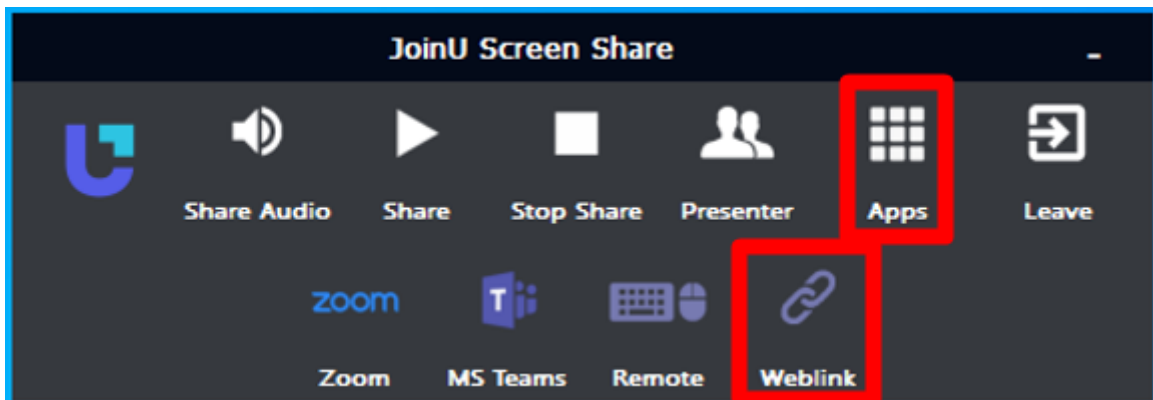 JoinU Screen Share
Share Audio Share Stop Share Presenter Apps Leave
zoom T
Zoom MS Teams Remote Weblink